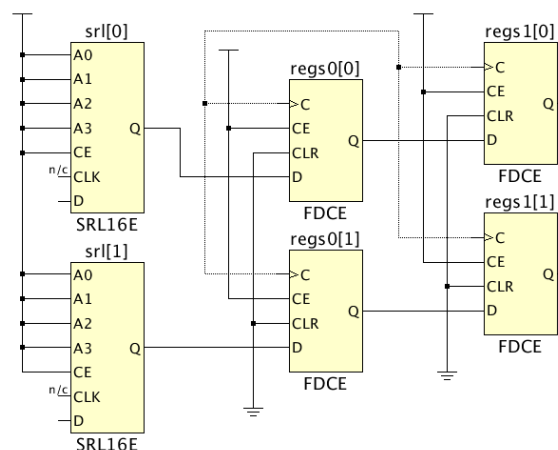 srl[0]
A0
A1
A2
A3
Q
CE
n/c
CLK
D
SRL16E
srl[1]
A0
A1
A2
A3
Q
CE
n/c
CLK
D
SRL16E
regs0[0]
C
CE
Q
CLR
D
FDCE
regs0[1]
C
CE
Q
CLR
D
FDCE
regs1[0]
C
CE
Q
CLR
D
FDCE
regs1[1]
C
CE
Q
CLR
D
FDCE